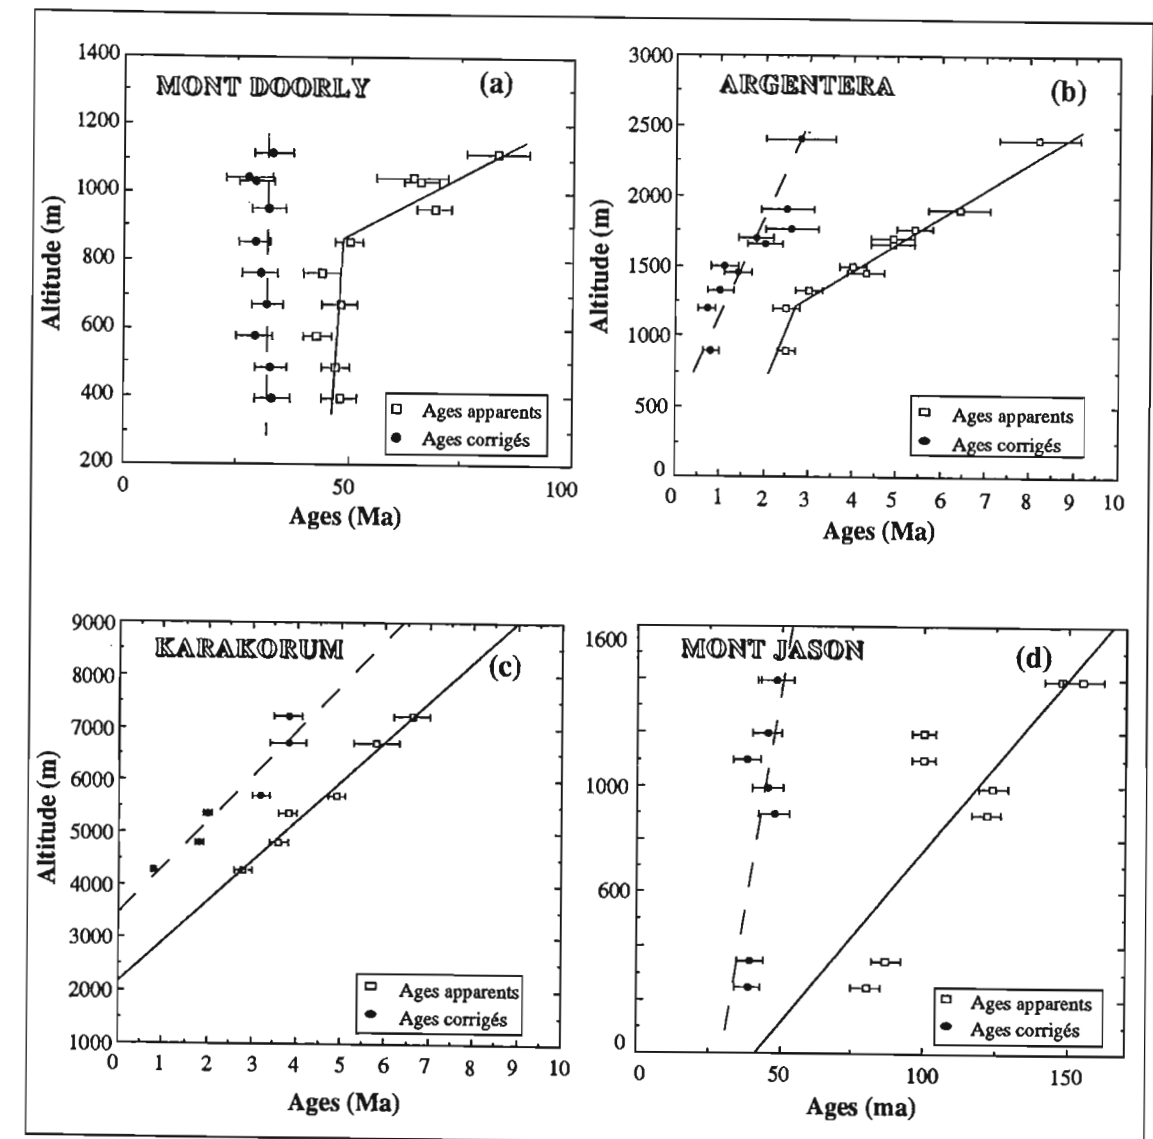 MONT DOORLY
(a)
1400
1200
1000
800
600
400
200
Altitude (m)
Ages apparents
Ages corrigés
0
50
100
Ages (Ma)
ARGENTERA
(b)
3000
2500
2000
1500
1000
500
0
Altitude (m)
Ages apparents
Ages corrigés
0 1 2 3 4 5 6 7 8 9 10
Ages (Ma)
KARAKORUM
(c)
9000
8000
7000
6000
5000
4000
3000
2000
1000
Altitude (m)
Ages apparents
Ages corrigés
0 1 2 3 4 5 6 7 8 9 10
Ages (Ma)
MONT JASON
(d)
1600
1000
600
0
Ages apparents
Ages corrigés
0 50 100 150
Ages (ma)